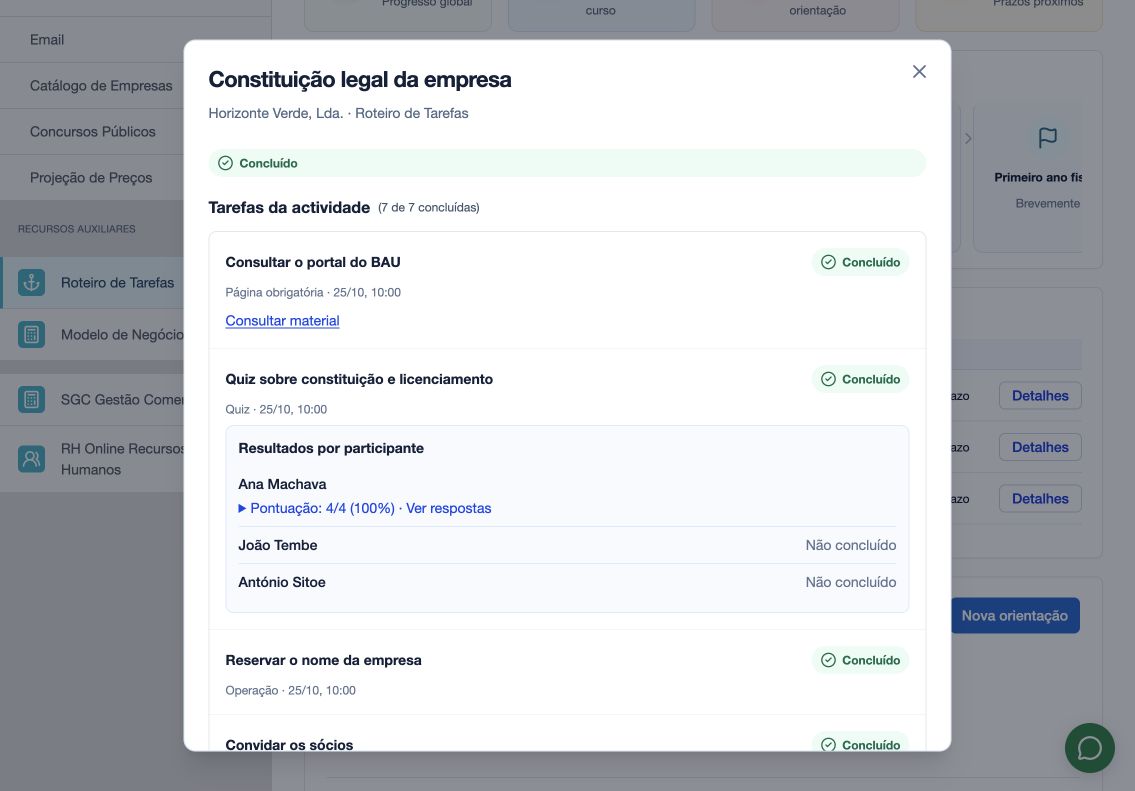 Progresso global
curso
orientação
Prazos próximos
Email
Catálogo de Empresas
Concursos Públicos
Projeção de Preços
RECURSOS AUXILIARES
Roteiro de Tarefas
Modelo de Negócio
SGC Gestão Comer
RH Online Recursos
Humanos
Constituição legal da empresa
Horizonte Verde, Lda. · Roteiro de Tarefas
Concluído
Tarefas da actividade (7 de 7 concluídas)
Consultar o portal do BAU
Concluído
Página obrigatória · 25/10, 10:00
Consultar material
Quiz sobre constituição e licenciamento
Concluído
Quiz · 25/10, 10:00
Resultados por participante
Ana Machava
Pontuação: 4/4 (100%) · Ver respostas
João Tembe Não concluído
António Sitoe Não concluído
Reservar o nome da empresa
Concluído
Operação · 25/10, 10:00
Convidar os sócios
Concluído
Primeiro ano fis
Brevemente
azo Detalhes
azo Detalhes
azo Detalhes
Nova orientação